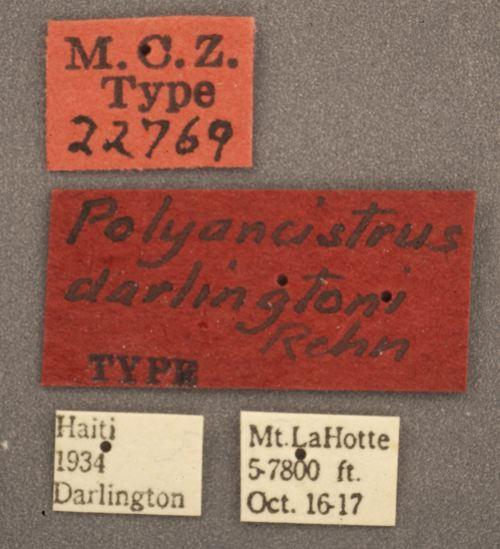 M.C.Z.
Type
22769
Polyancistrus
darlingtoni
Rehn
TYPE
Haiti
1934
Darlington
Mt.LaHotte
5-7800 ft.
Oct. 16-17